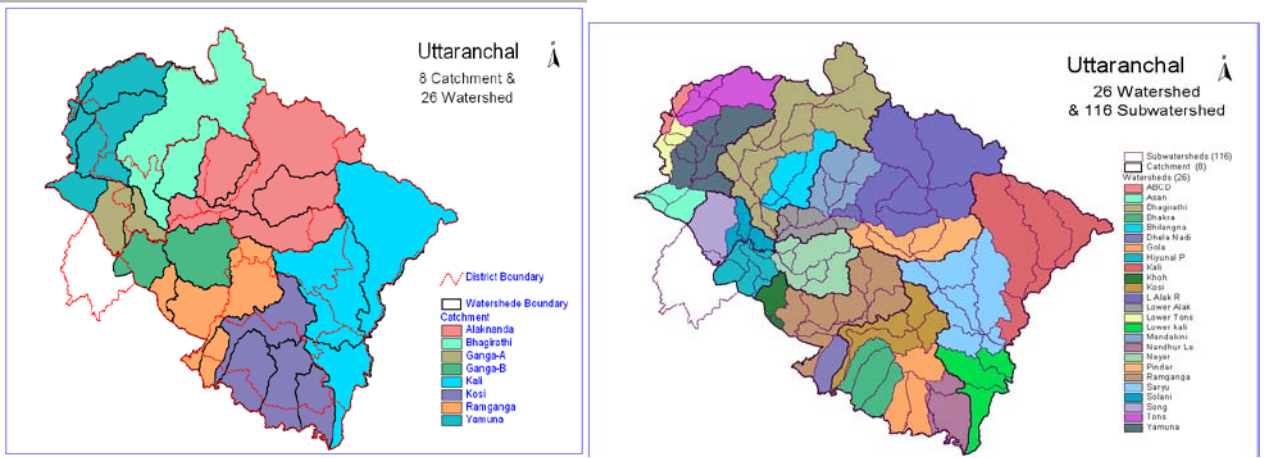 Uttaranchal
8 Catchment &
26 Watershed
District Boundary
Watershede Boundary
Catchment
Alaknanda
Bhagirathi
Ganga-A
Ganga-B
Kali
Kosi
Ramganga
Yamuna
Uttaranchal
26 Watershed
& 116 Subwatershed
Subwatersheds (116)
Catchment (8)
Watersheds (26)
ABCD
Asan
Bhagirathi
Bhakra
Bhilangna
Dhela Nadi
Gola
Hiyunal P
Kali
Khoh
Kosi
L Alak R
Lower Alak
Lower Tons
Lower kali
Mandakini
Nandhur Le
Nayar
Pindar
Ramganga
Saryu
Solani
Song
Tons
Yamuna